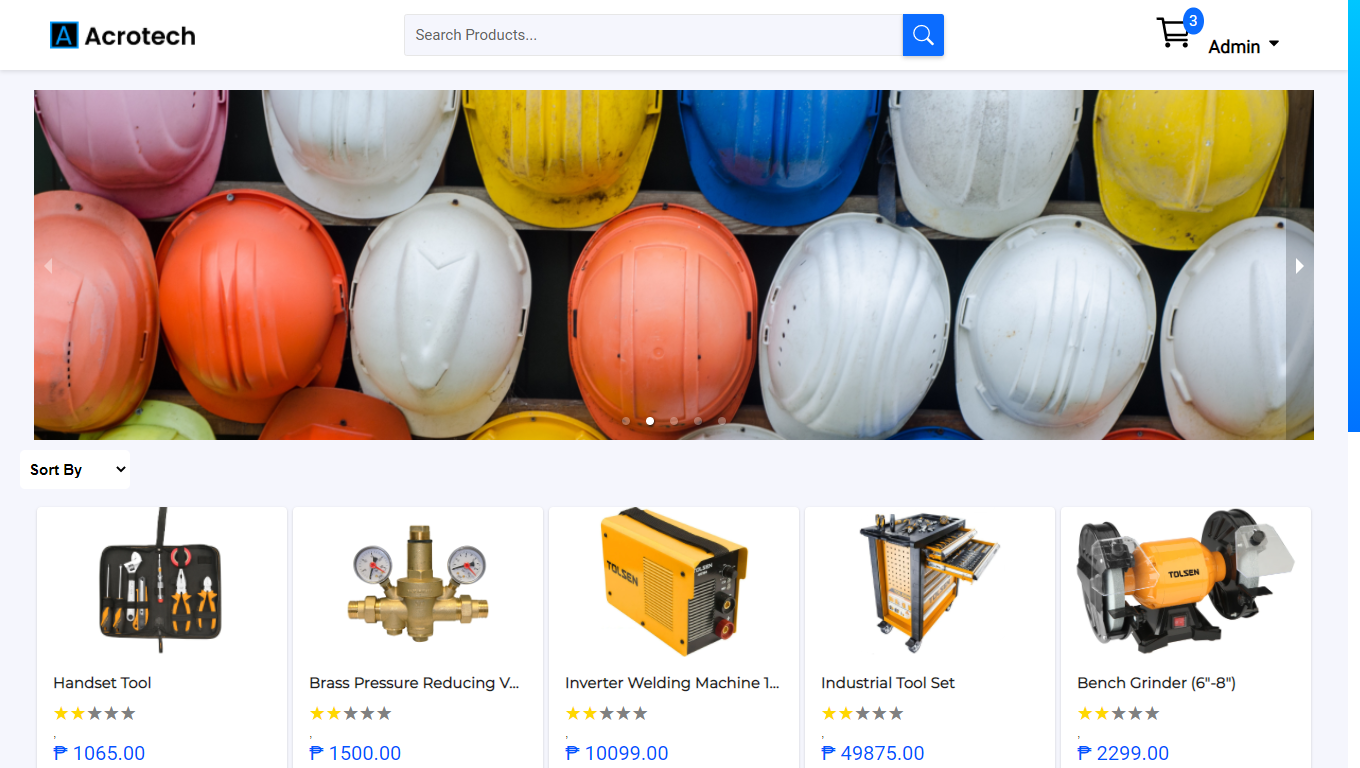 A Acrotech
Search Products...
3
Admin
Sort By
TOLSEN
TOLSEN
TOLSEN
Handset Tool
Brass Pressure Reducing V...
Inverter Welding Machine 1...
Industrial Tool Set
Bench Grinder (6"-8")
₱ 1065.00
₱ 1500.00
₱ 10099.00
₱ 49875.00
₱ 2299.00